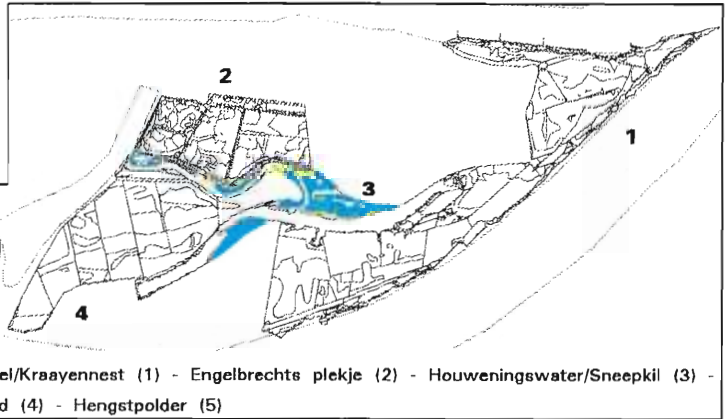 2
1
3
4
el/Kraayennest (1) - Engelbrechts plekje (2) - Houweningswater/Sneepkil (3) -
d (4) - Hengstpolder (5)